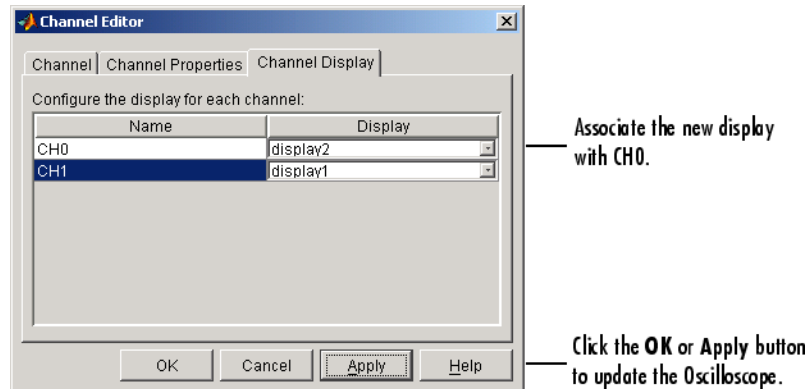 Channel Editor
Channel Channel Properties Channel Display
Configure the display for each channel:
Name Display
CH0 display2
CH1 display1
Associate the new display
with CH0.
OK Cancel Apply Help
Click the OK or Apply button
to update the Oscilloscope.